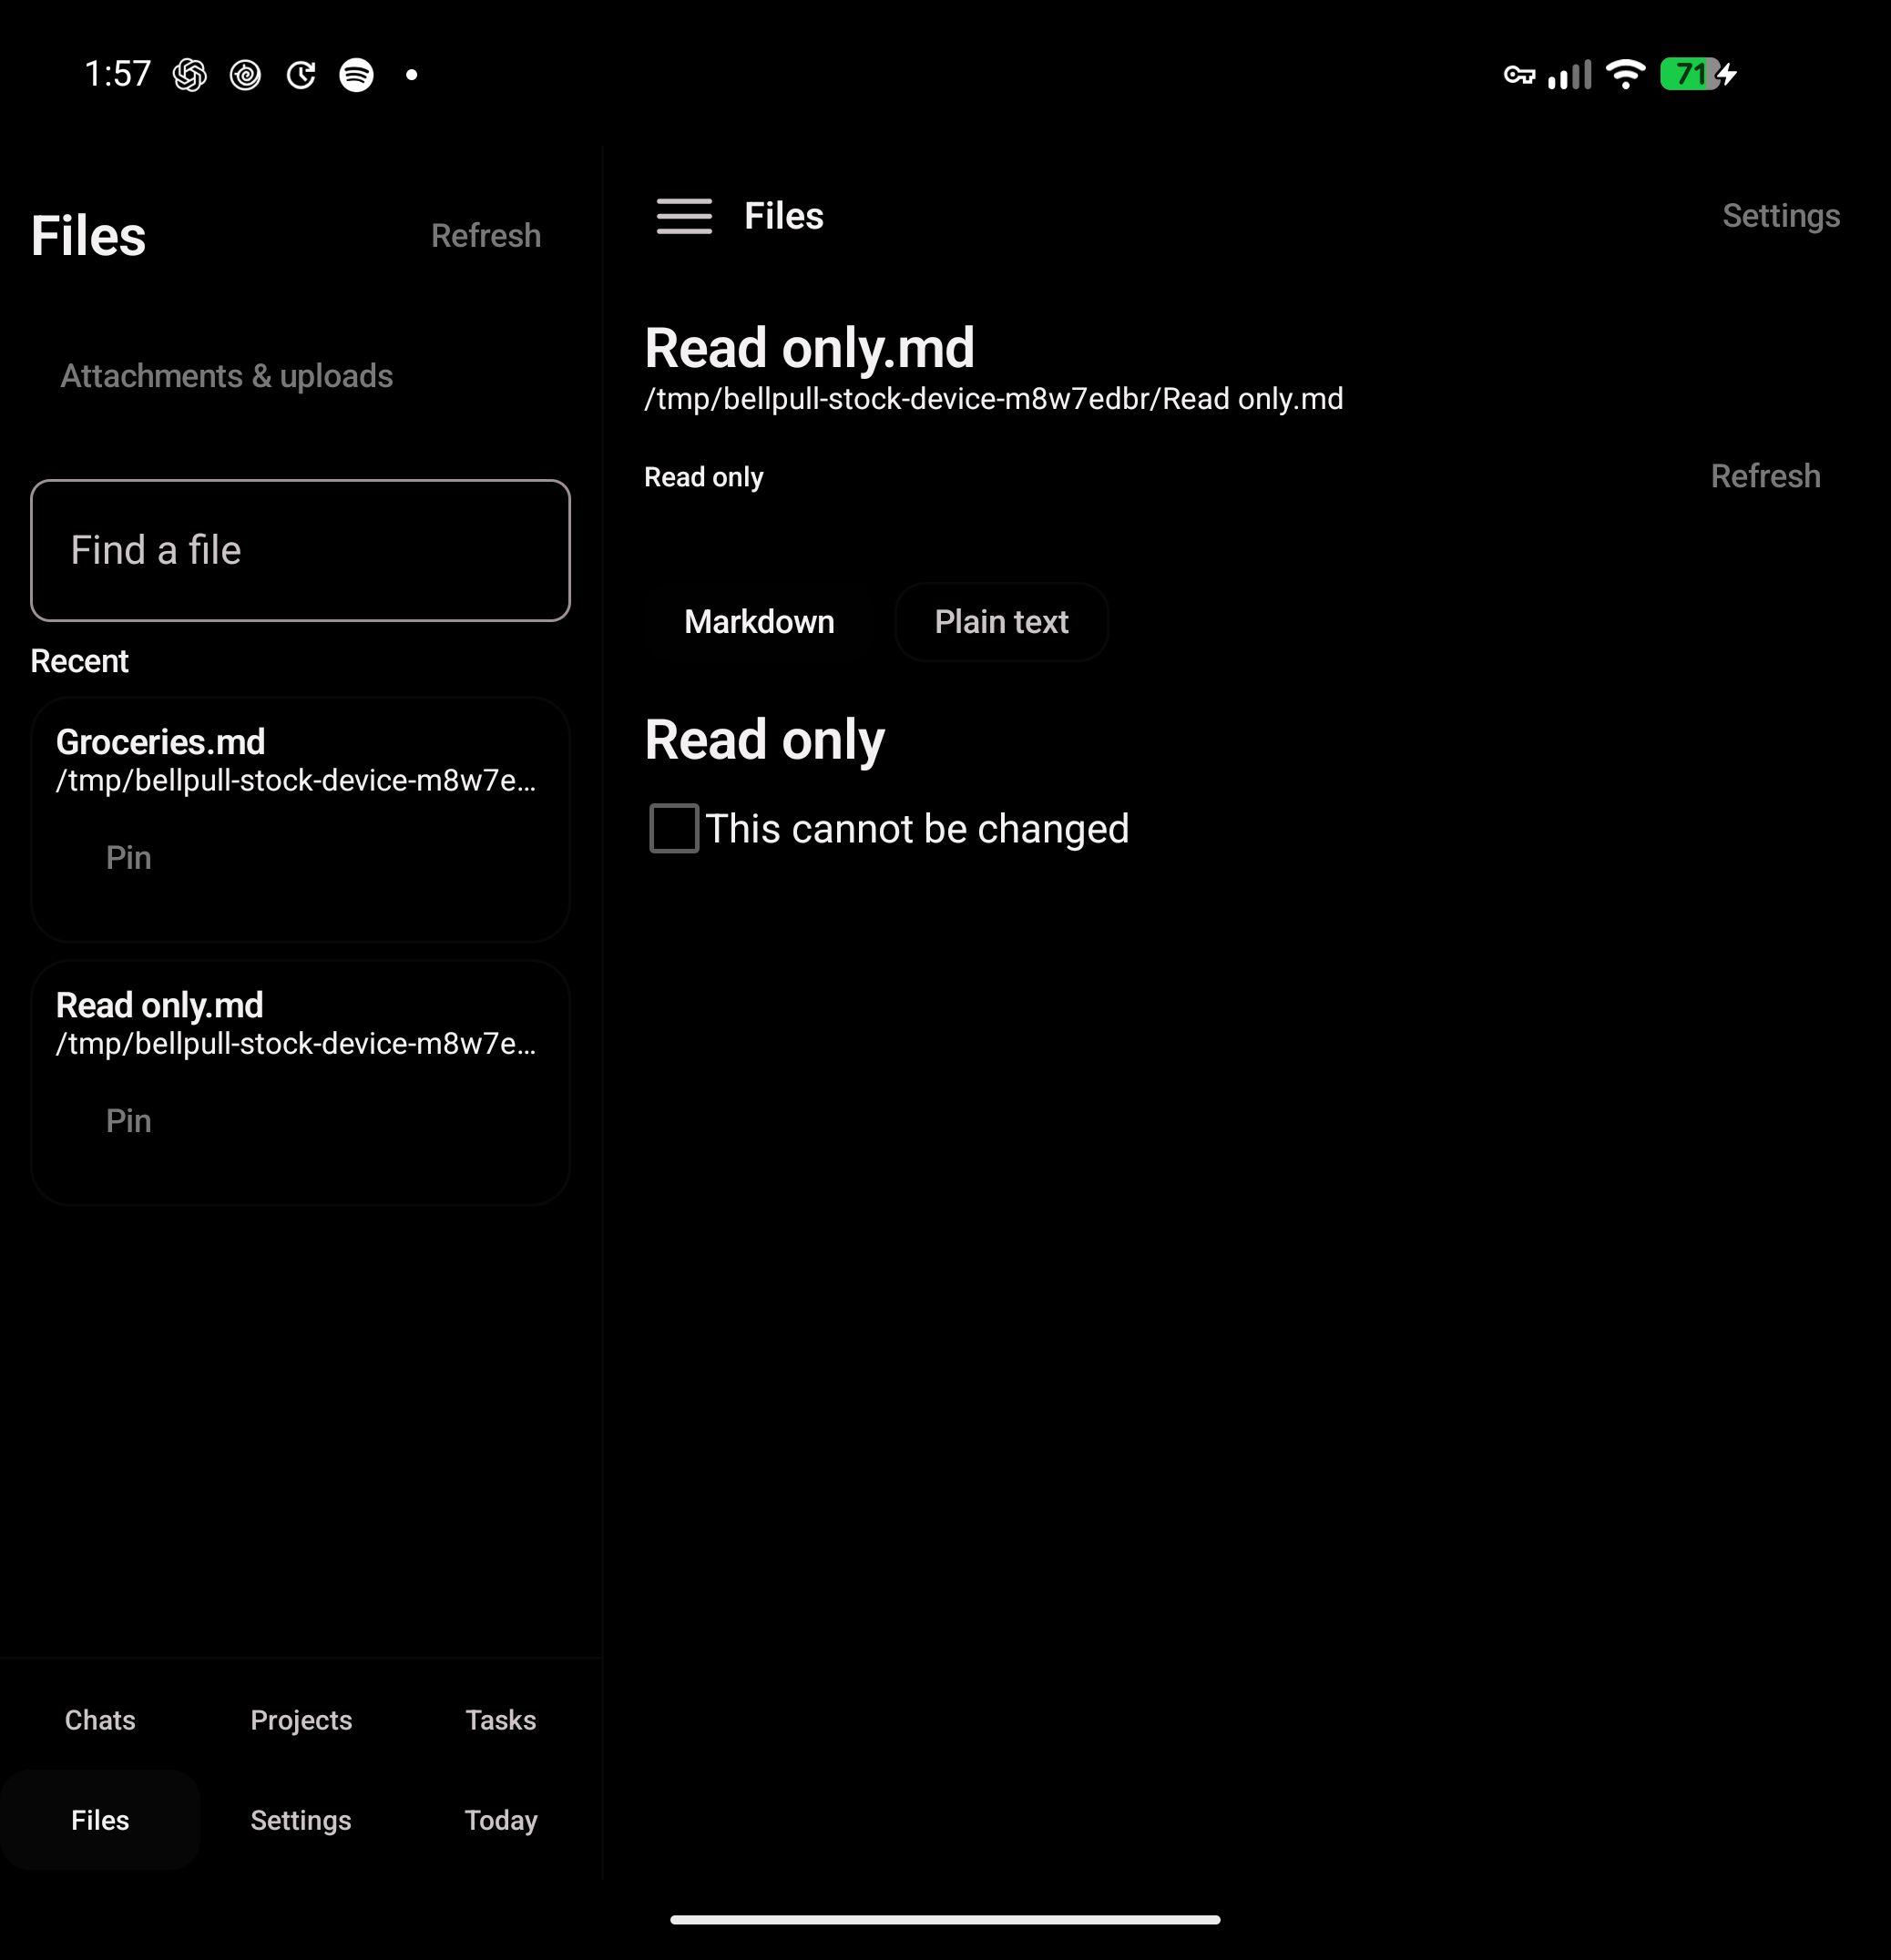 1:57
71
Files
Refresh
Attachments & uploads
Find a file
Recent
Groceries.md
/tmp/bellpull-stock-device-m8w7e...
Pin
Read only.md
/tmp/bellpull-stock-device-m8w7e...
Pin
Chats Projects Tasks
Files Settings Today
Files
Settings
Read only.md
/tmp/bellpull-stock-device-m8w7edbr/Read only.md
Read only
Refresh
Markdown Plain text
Read only
This cannot be changed